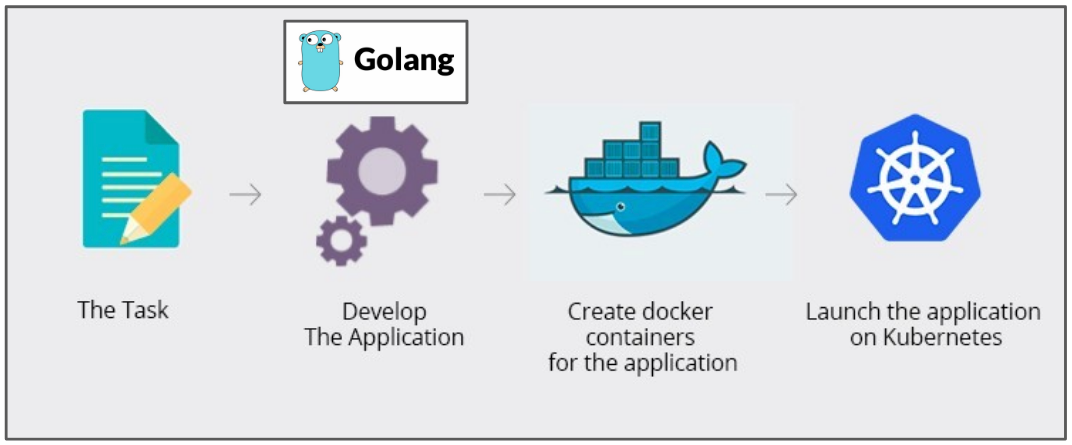 Golang
The Task
Develop
The Application
Create docker
containers
for the application
Launch the application
on Kubernetes